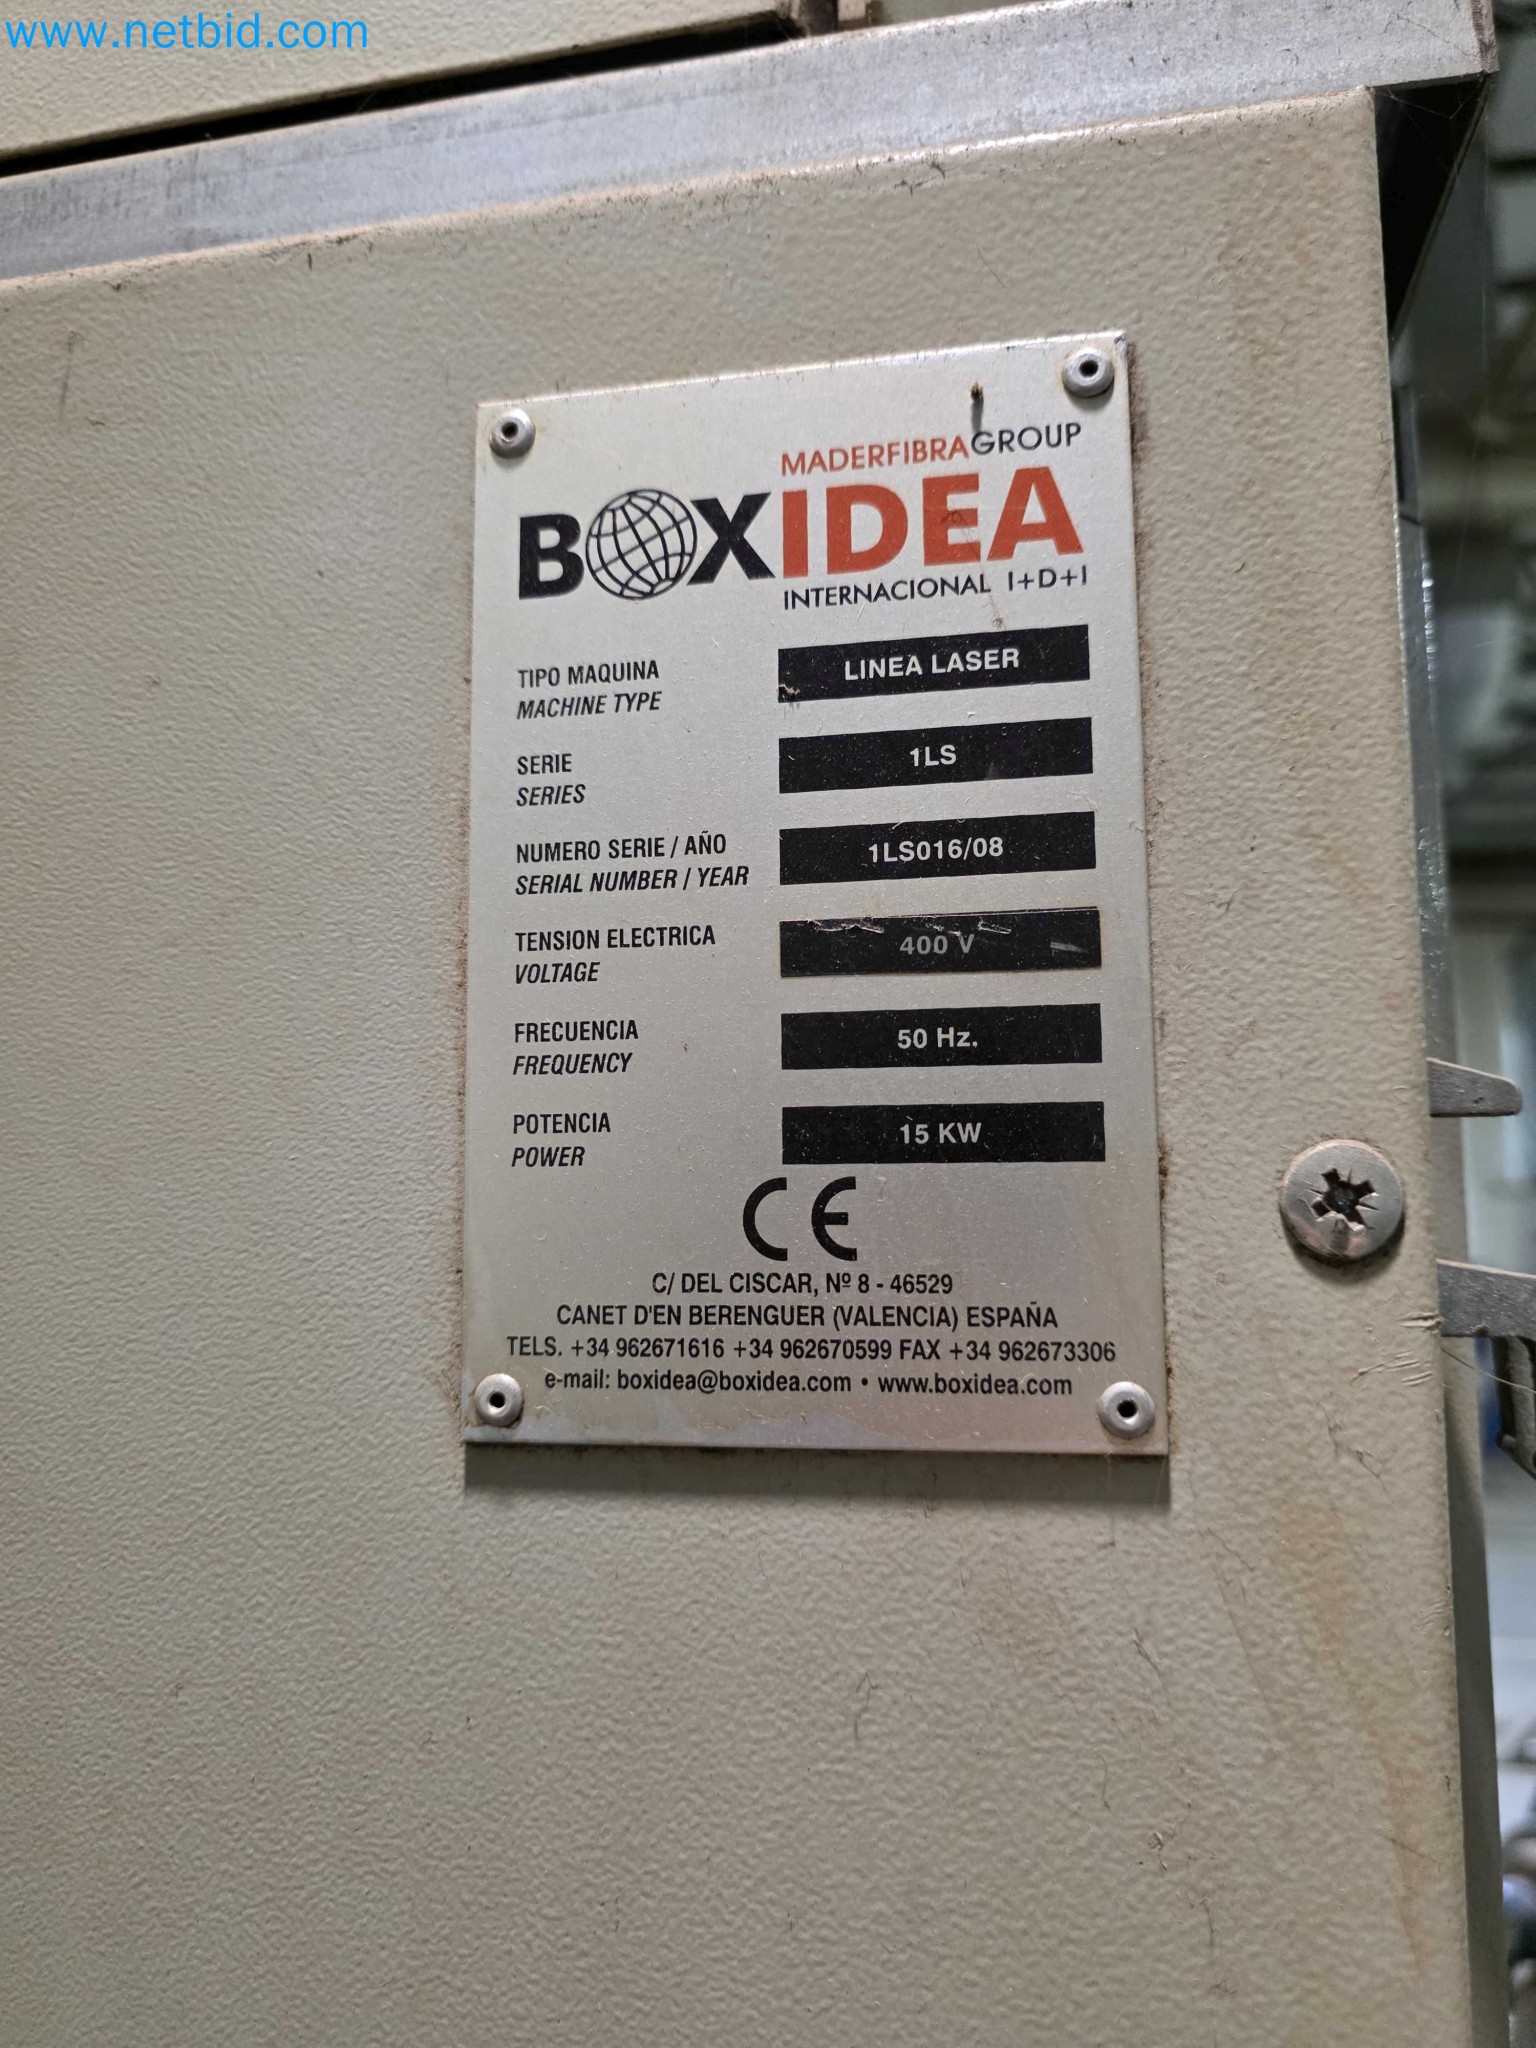 www.netbid.com
MADERFIBRAGROUP
BOXIDEA
INTERNACIONAL I+D+I
TIPO MAQUINA
MACHINE TYPE
LINEA LASER
SERIE
SERIES
1LS
NUMERO SERIE / AÑO
SERIAL NUMBER / YEAR
1LS016/08
TENSION ELECTRICA
VOLTAGE
400 V
FRECUENCIA
FREQUENCY
50 Hz.
POTENCIA
POWER
15 KW
CE
C/ DEL CISCAR, Nº 8 - 46529
CANET D'EN BERENGUER (VALENCIA) ESPAÑA
TELS. +34 962671616 +34 962670599 FAX +34 962673306
e-mail: boxidea@boxidea.com • www.boxidea.com